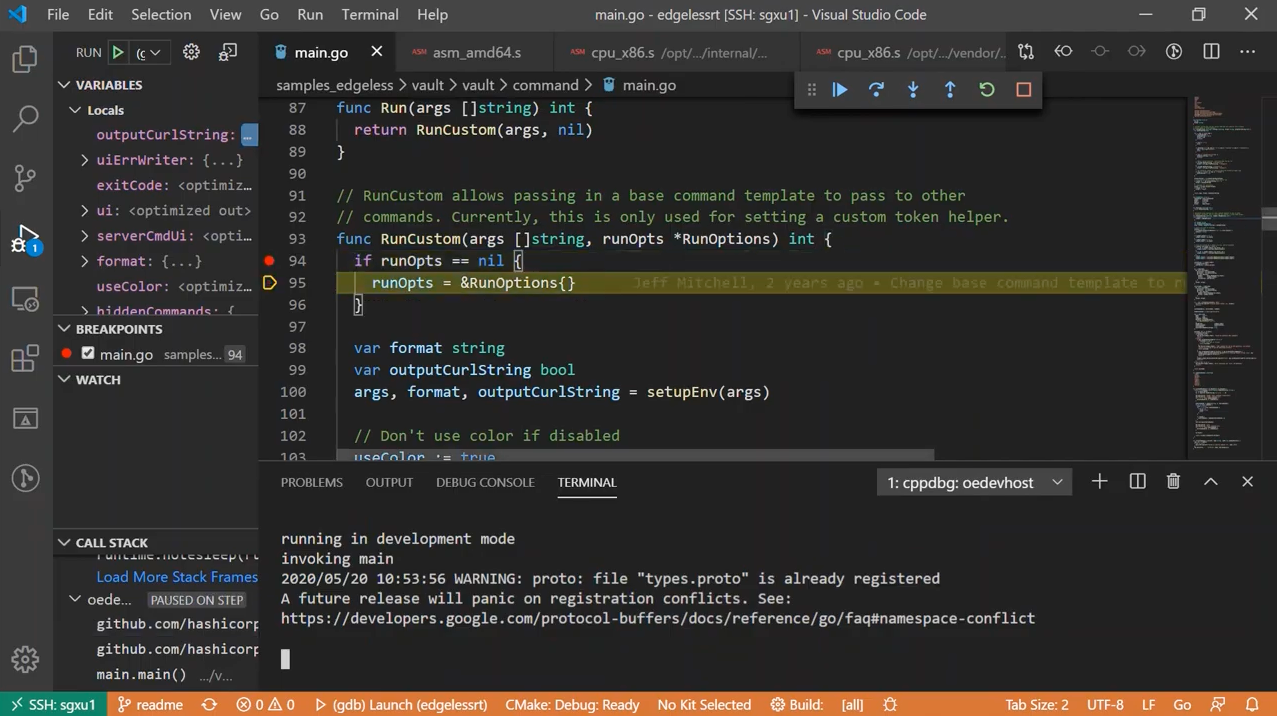 File Edit Selection View Go Run Terminal Help main.go - edgelessrt [SSH: sgxu1] - Visual Studio Code
RUN
main.go
ASM asm_amd64.s
ASM cpu_x86.s /opt/.../internal/...
ASM cpu_x86.s /opt/.../vendor/...
VARIABLES
Locals
outputCurlString: ...
uiErrWriter: {...}
exitCode: <optimiz...
ui: <optimized out>
serverCmdUi: <opti...
format: {...}
useColor: <optimiz...
hiddenCommands: {
BREAKPOINTS
main.go samples... 94
WATCH
CALL STACK
runtime.notesleep(r
Load More Stack Frames
oede... PAUSED ON STEP
github.com/hashicorp
github.com/hashicorp
main.main() .../v...
samples_edgeless > vault > vault > command > main.go
87 func Run(args []string) int {
88 return RunCustom(args, nil)
89 }
90
91 // RunCustom allows passing in a base command template to pass to other
92 // commands. Currently, this is only used for setting a custom token helper.
93 func RunCustom(args []string, runOpts *RunOptions) int {
94 if runOpts == nil {
95 runOpts = &RunOptions{} Jeff Mitchell, years ago • Change base command template to r
96 }
97
98 var format string
99 var outputCurlString bool
100 args, format, outputCurlString = setupEnv(args)
101
102 // Don't use color if disabled
103 useColor := true
PROBLEMS OUTPUT DEBUG CONSOLE TERMINAL 1: cppdbg: oedevhost
running in development mode
invoking main
2020/05/20 10:53:56 WARNING: proto: file "types.proto" is already registered
A future release will panic on registration conflicts. See:
https://developers.google.com/protocol-buffers/docs/reference/go/faq#namespace-conflict
1
SSH: sgxu1 readme 0 0 (gdb) Launch (edgelessrt) CMake: Debug: Ready No Kit Selected Build: [all] Tab Size: 2 UTF-8 LF Go